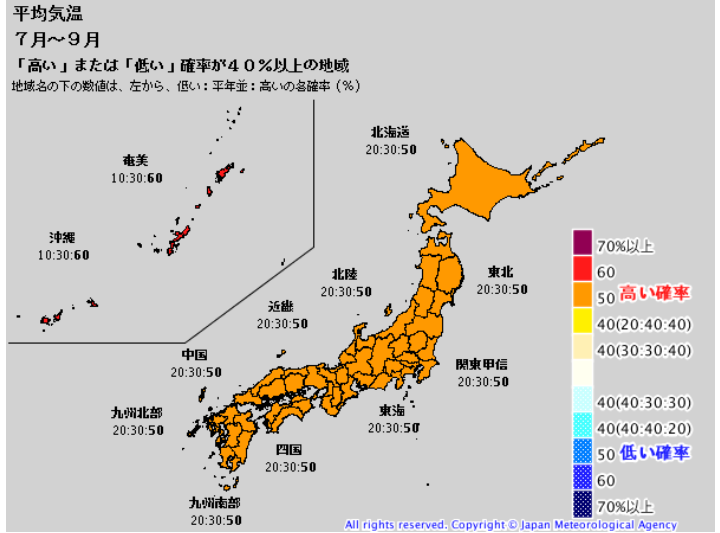 平均気温
7月～9月
「高い」または「低い」確率が40%以上の地域
地域名の下の数値は、左から、低い：平年並：高いの各確率（％）
北海道
20:30:50
奄美
10:30:60
沖縄
10:30:60
北陸
20:30:50
東北
20:30:50
近畿
20:30:50
中国
20:30:50
関東甲信
20:30:50
九州北部
20:30:50
東海
20:30:50
四国
20:30:50
九州南部
20:30:50
70%以上
60
50 高い確率
40(20:40:40)
40(30:30:40)
40(40:30:30)
40(40:40:20)
50 低い確率
60
70%以上
All rights reserved. Copyright © Japan Meteorological Agency